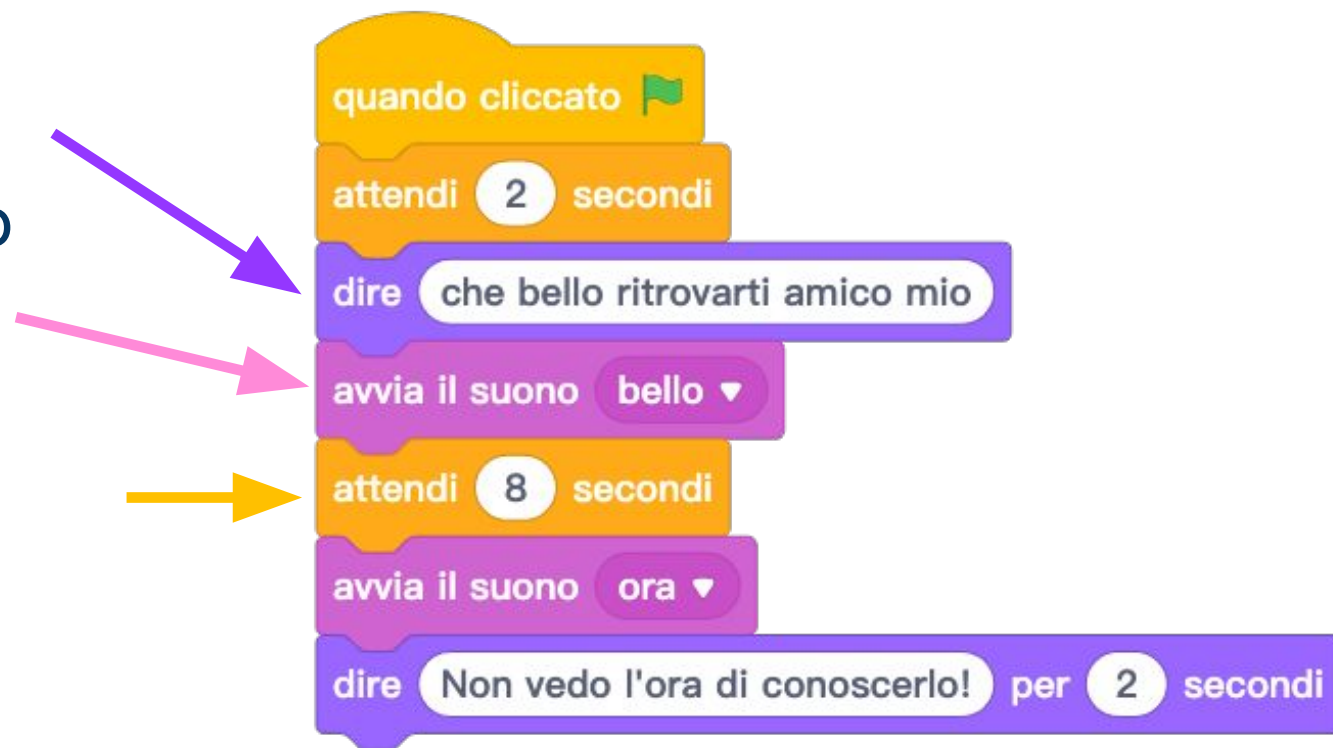 quando cliccato
attendi 2 secondi
dire che bello ritrovarti amico mio
avvia il suono bello
attendi 8 secondi
avvia il suono ora
dire Non vedo l'ora di conoscerlo! per 2 secondi